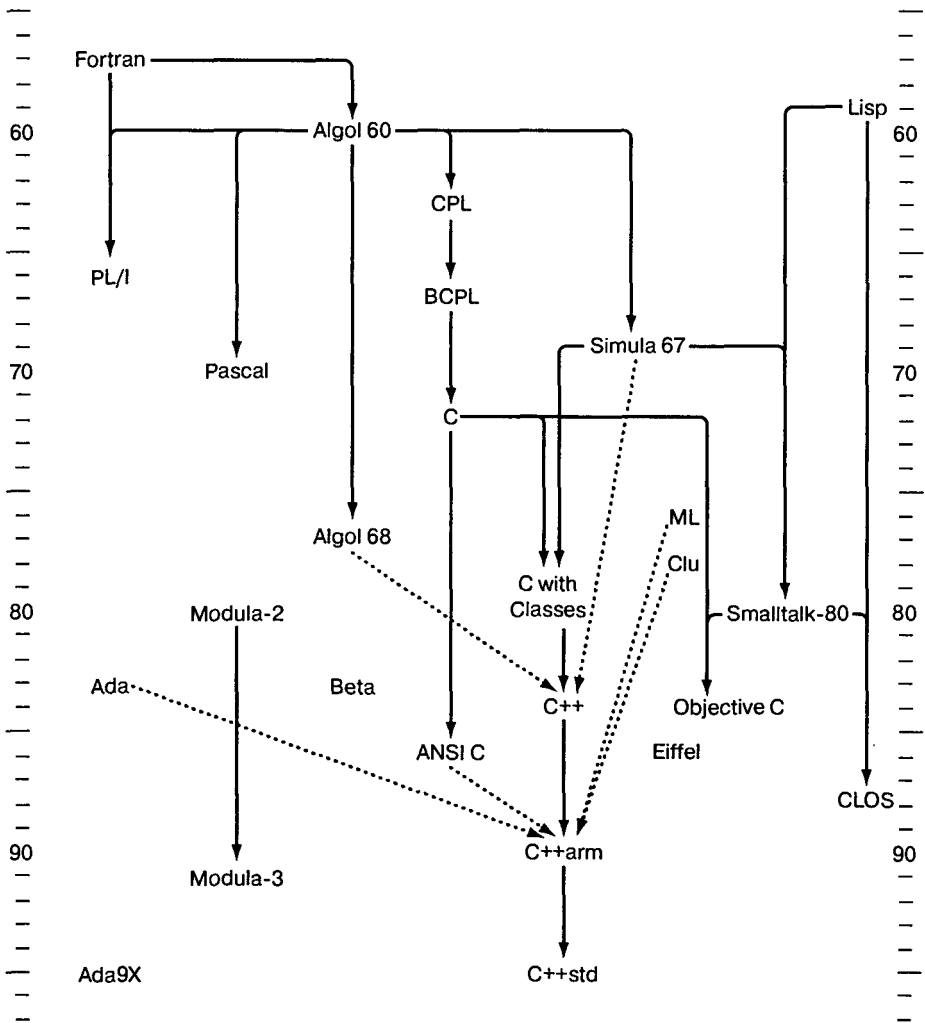 Fortran
Lisp
60
Algol 60
60
CPL
PL/I
BCPL
Simula 67
70
Pascal
70
C
ML
Algol 68
Clu
C with
Classes
80
Modula-2
Smalltalk-80
80
Ada
Beta
C++
Objective C
ANSI C
Eiffel
CLOS
90
C++arm
90
Modula-3
Ada9X
C++std